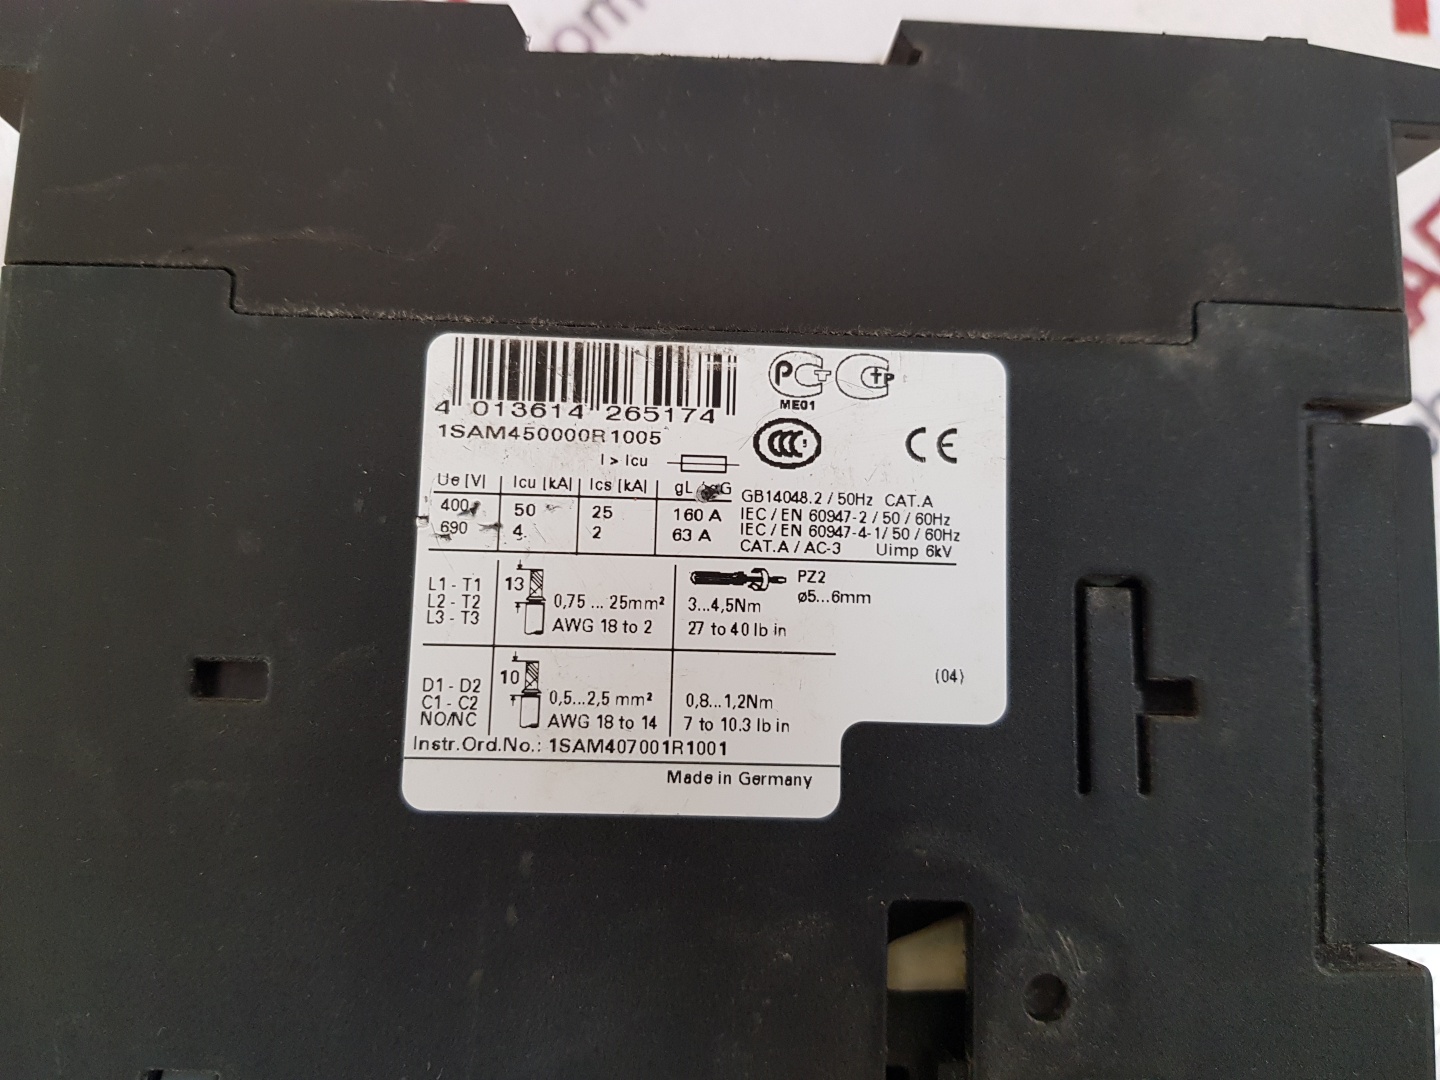 4 013614 265174
1SAM450000R1005
ME01
I > Icu
Ue [V] Icu [kA] Ics [kA] gL
400 50 25 160 A
690 4 2 63 A
GB14048.2 / 50Hz CAT.A
IEC / EN 60947-2 / 50 / 60Hz
IEC / EN 60947-4-1 / 50 / 60Hz
CAT.A / AC-3 Uimp 6kV
L1 - T1
L2 - T2
L3 - T3
13
0,75 ... 25mm²
AWG 18 to 2
PZ2
ø5...6mm
3...4,5Nm
27 to 40 lb in
D1 - D2
C1 - C2
NO/NC
10
0,5...2,5 mm²
AWG 18 to 14
0,8...1,2Nm
7 to 10.3 lb in
(04)
Instr.Ord.No.: 1SAM407001R1001
Made in Germany